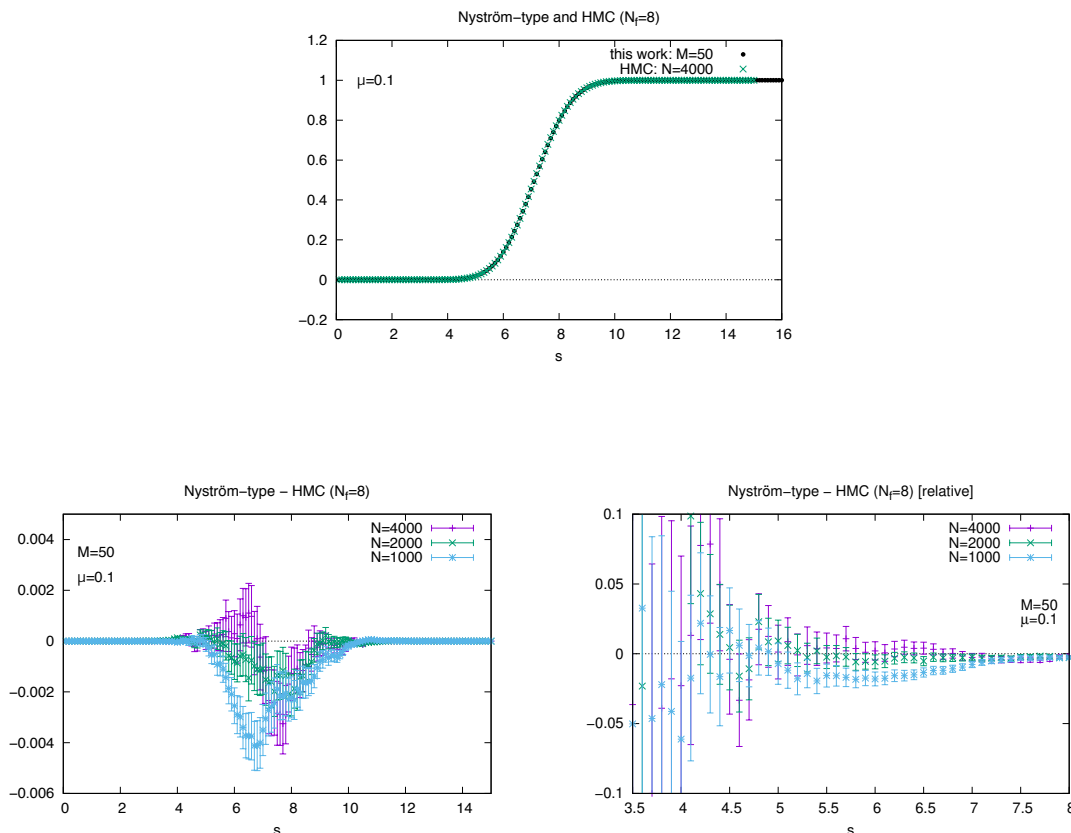 Nyström−type and HMC (N_f=8)
1.2
this work: M=50
HMC: N=4000
1
μ=0.1
0.8
0.6
0.4
0.2
0
−0.2
0 2 4 6 8 10 12 14 16
s
Nyström−type − HMC (N_f=8)
0.004
N=4000
N=2000
N=1000
M=50
μ=0.1
0.002
0
−0.002
−0.004
−0.006
0 2 4 6 8 10 12 14
s
Nyström−type − HMC (N_f=8) [relative]
0.1
N=4000
N=2000
N=1000
0.05
M=50
μ=0.1
0
−0.05
−0.1
3.5 4 4.5 5 5.5 6 6.5 7 7.5 8
s